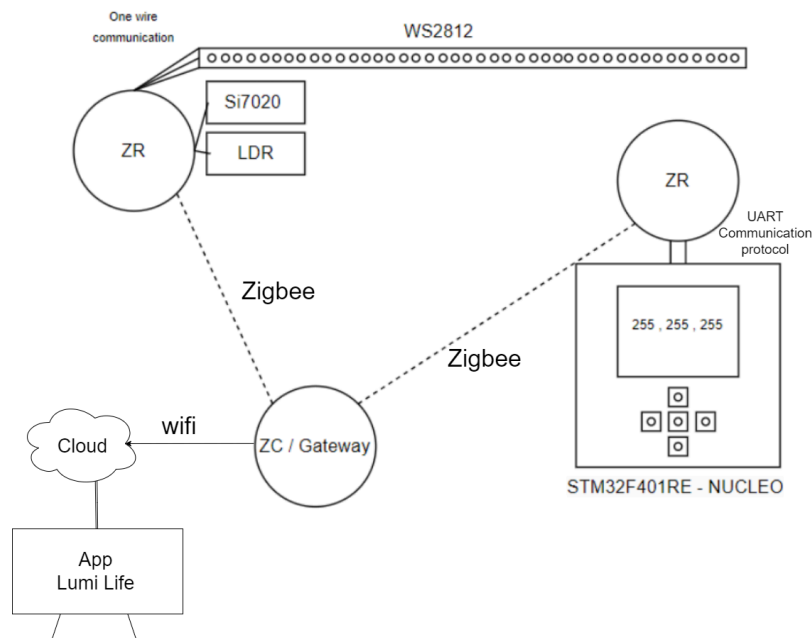 One wire
communication
WS2812
Si7020
ZR
LDR
ZR
UART
Communication
protocol
255 , 255 , 255
Zigbee
Zigbee
wifi
Cloud
ZC / Gateway
STM32F401RE - NUCLEO
App
Lumi Life